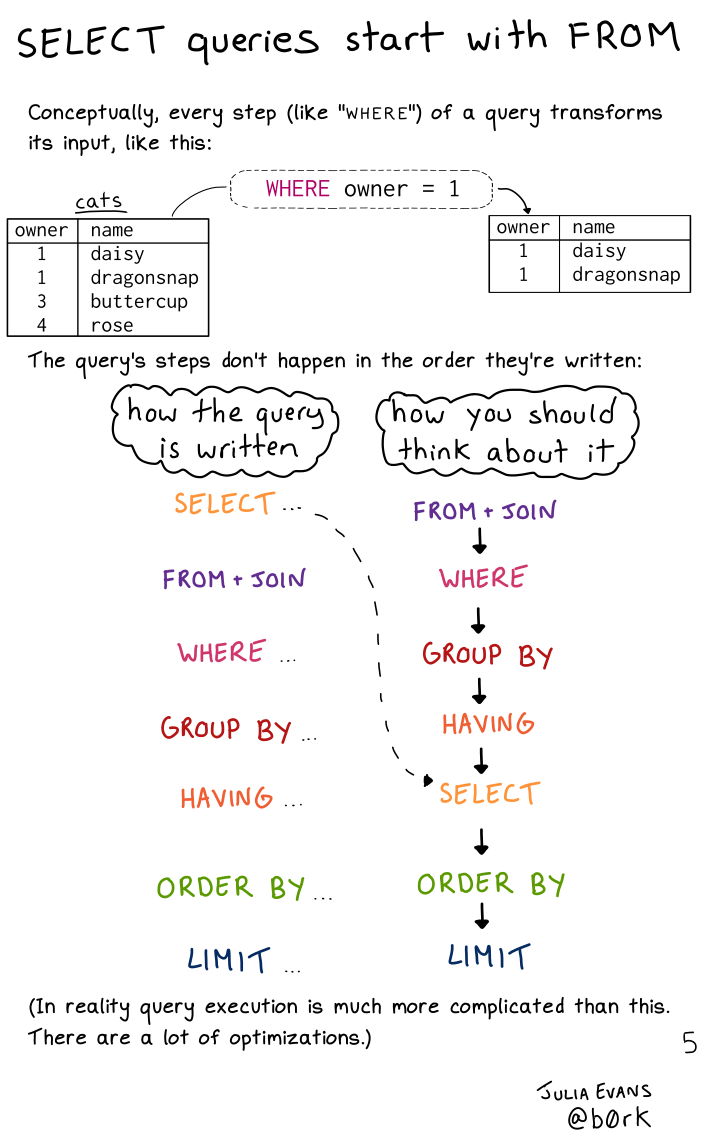 SELECT queries start with FROM
Conceptually, every step (like "WHERE") of a query transforms
its input, like this:
WHERE owner = 1
cats
owner name
1 daisy
1 dragonsnap
3 buttercup
4 rose
owner name
1 daisy
1 dragonsnap
The query's steps don't happen in the order they're written:
how the query
is written
SELECT ...
FROM + JOIN
WHERE ...
GROUP BY ...
HAVING ...
ORDER BY ...
LIMIT ...
how you should
think about it
FROM + JOIN
WHERE
GROUP BY
HAVING
SELECT
ORDER BY
LIMIT
(In reality query execution is much more complicated than this.
There are a lot of optimizations.)
5
JULIA EVANS
@b0rk